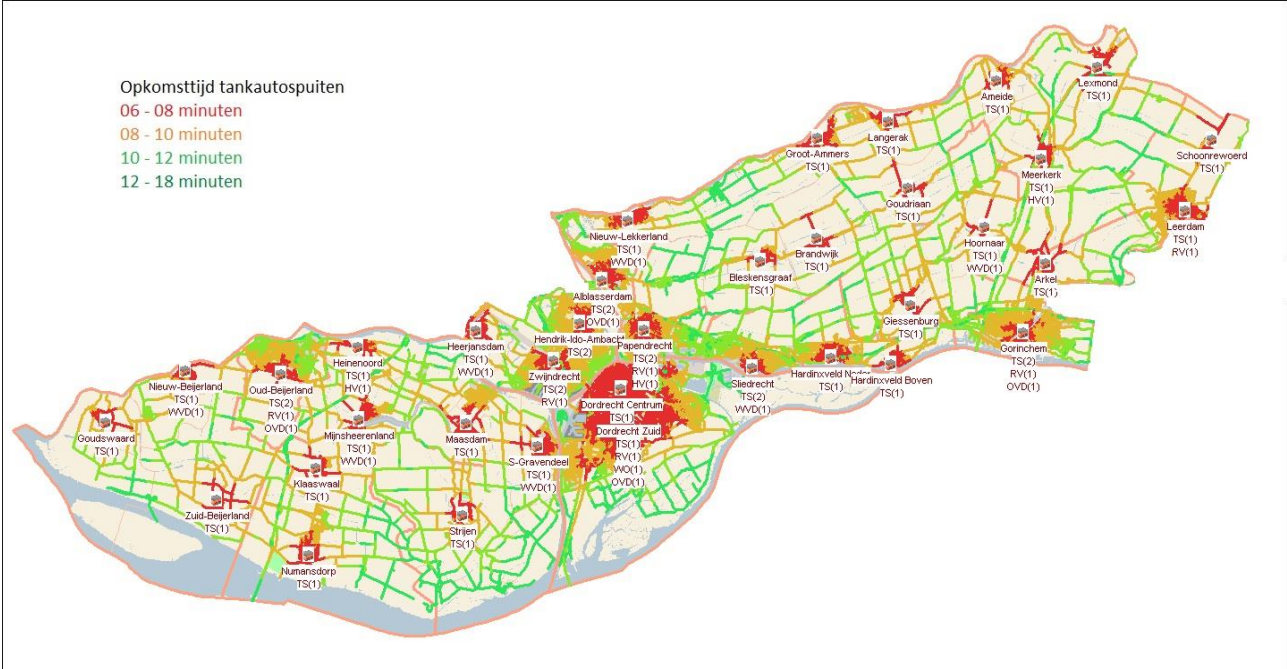 Opkomsttijd tankautospuiten
06 - 08 minuten
08 - 10 minuten
10 - 12 minuten
12 - 18 minuten
Lexmond
TS(1)
Ameide
TS(1)
Langerak
TS(1)
Groot-Ammers
TS(1)
Schoonrewoerd
TS(1)
Meerkerk
TS(1)
HV(1)
Goudriaan
TS(1)
Leerdam
TS(1)
RV(1)
Nieuw-Lekkerland
TS(1)
WVD(1)
Hoornaar
TS(1)
WVD(1)
Brandwijk
TS(1)
Bleskensgraaf
TS(1)
Arkel
TS(1)
Alblasserdam
TS(2)
OVD(1)
Giessenburg
TS(1)
Hendrik-Ido-Ambacht
TS(2)
Papendrecht
TS(2)
RV(1)
HV(1)
Gorinchem
TS(2)
RV(1)
OVD(1)
Heerjansdam
TS(1)
WVD(1)
Heinenoord
TS(1)
HV(1)
Zwijndrecht
TS(2)
RV(1)
Sliedrecht
TS(2)
WVD(1)
Hardinxveld
TS(1)
Hardinxveld Boven
TS(1)
Nieuw-Beijerland
TS(1)
WVD(1)
Oud-Beijerland
TS(2)
RV(1)
OVD(1)
Dordrecht Centrum
TS(1)
Dordrecht Zuid
TS(1)
RV(1)
WO(1)
OVD(1)
Goudswaard
TS(1)
Mijnsheerenland
TS(1)
WVD(1)
Maasdam
TS(1)
S-Gravendeel
TS(1)
WVD(1)
Klaaswaal
TS(1)
Zuid-Beijerland
TS(1)
Strijen
TS(1)
Numansdorp
TS(1)